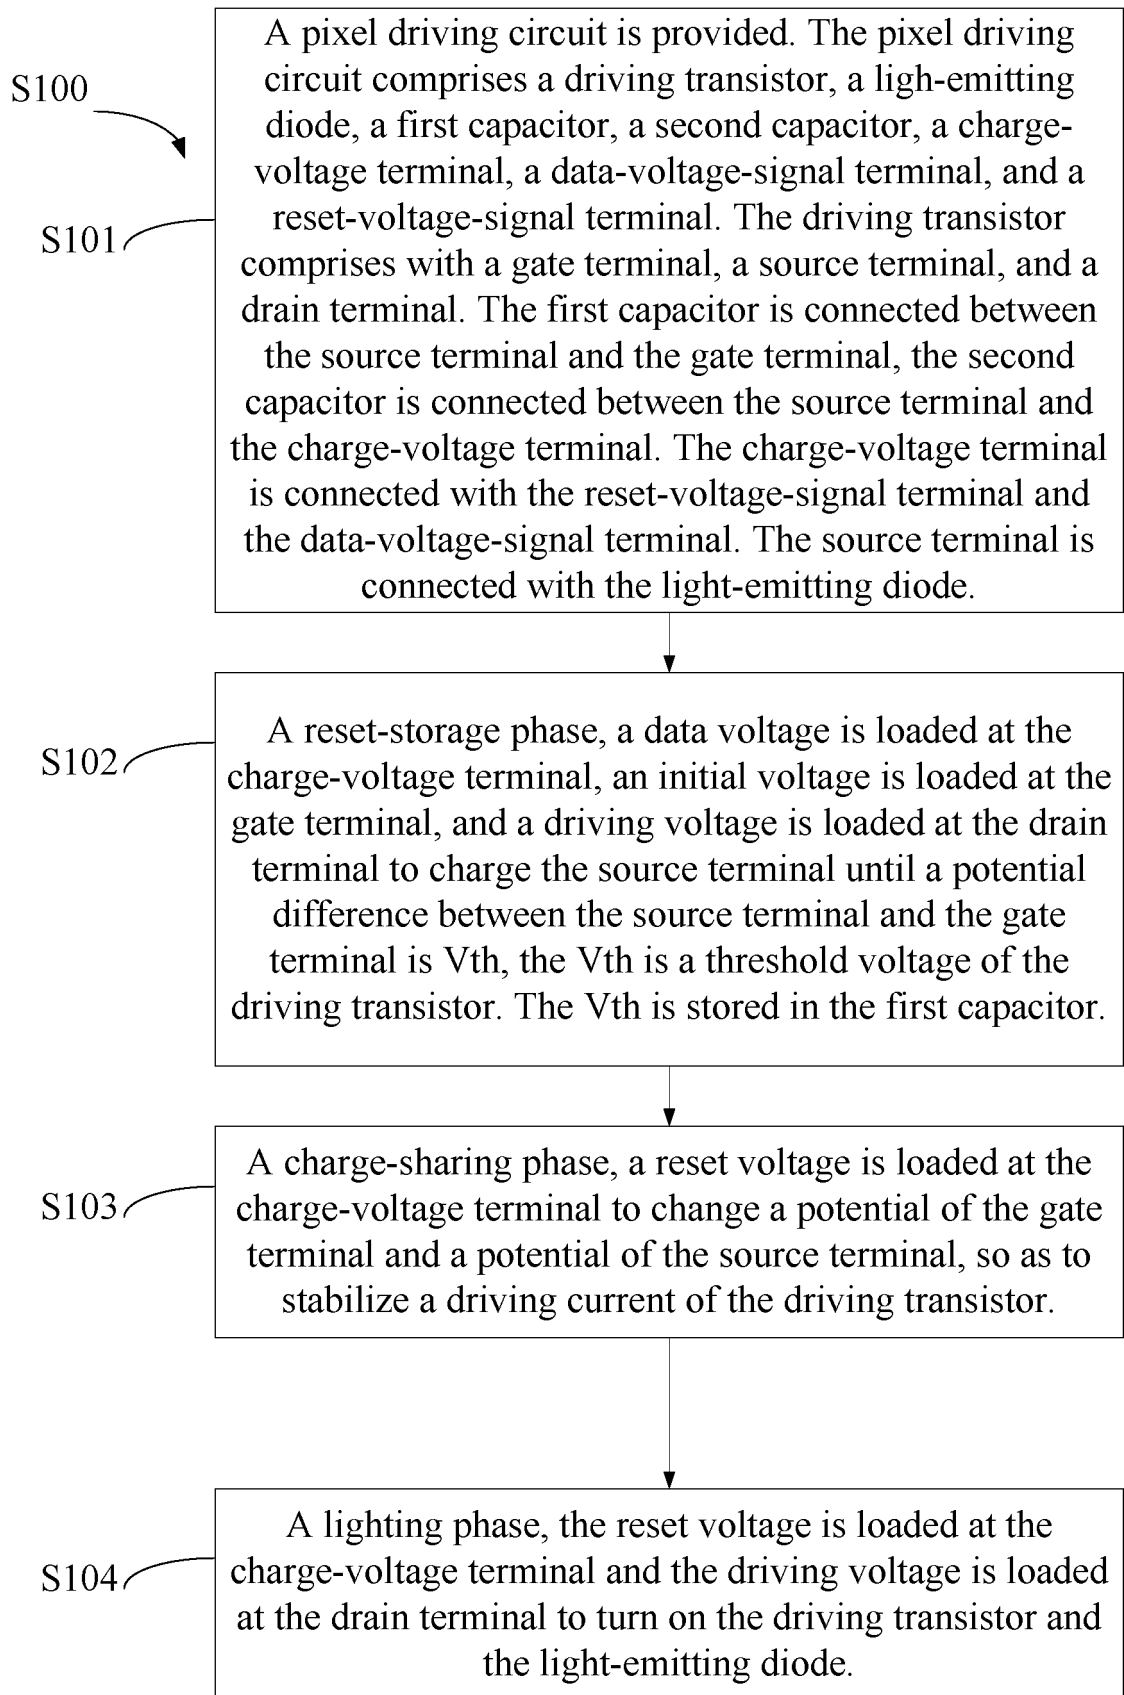 S100
A pixel driving circuit is provided. The pixel driving
circuit comprises a driving transistor, a ligh-emitting
diode, a first capacitor, a second capacitor, a charge-
voltage terminal, a data-voltage-signal terminal, and a
reset-voltage-signal terminal. The driving transistor
comprises with a gate terminal, a source terminal, and a
drain terminal. The first capacitor is connected between
the source terminal and the gate terminal, the second
capacitor is connected between the source terminal and
the charge-voltage terminal. The charge-voltage terminal
is connected with the reset-voltage-signal terminal and
the data-voltage-signal terminal. The source terminal is
connected with the light-emitting diode.
S101
A reset-storage phase, a data voltage is loaded at the
charge-voltage terminal, an initial voltage is loaded at the
gate terminal, and a driving voltage is loaded at the drain
terminal to charge the source terminal until a potential
difference between the source terminal and the gate
terminal is Vth, the Vth is a threshold voltage of the
driving transistor. The Vth is stored in the first capacitor.
S102
A charge-sharing phase, a reset voltage is loaded at the
charge-voltage terminal to change a potential of the gate
terminal and a potential of the source terminal, so as to
stabilize a driving current of the driving transistor.
S103
A lighting phase, the reset voltage is loaded at the
charge-voltage terminal and the driving voltage is loaded
at the drain terminal to turn on the driving transistor and
the light-emitting diode.
S104